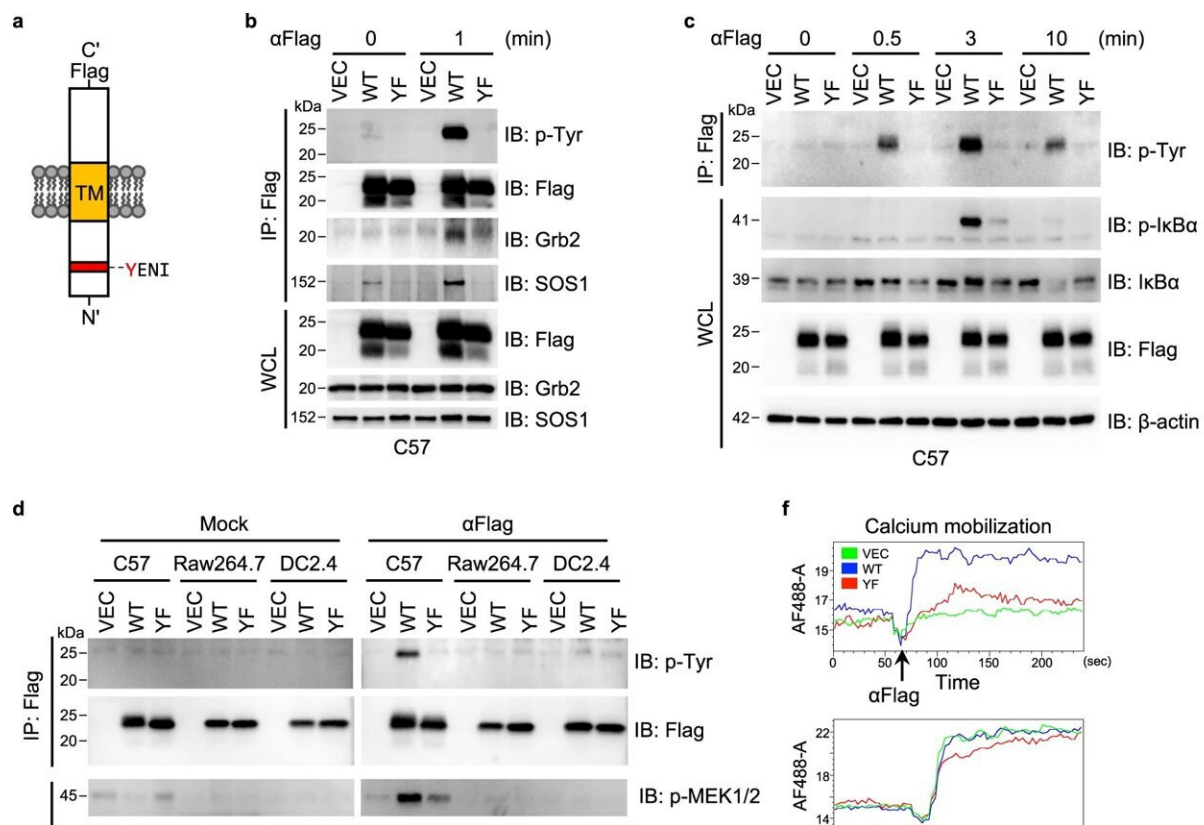 a
C'
Flag
TM
YENI
N'
b
αFlag 0 1 (min)
VEC WT YF VEC WT YF
kDa
IP: Flag
25 20 IB: p-Tyr
25 20 IB: Flag
20 IB: Grb2
152 IB: SOS1
WCL
25 20 IB: Flag
20 IB: Grb2
152 IB: SOS1
C57
c
αFlag 0 0.5 3 10 (min)
VEC WT YF VEC WT YF VEC WT YF VEC WT YF
kDa
IP: Flag
25 20 IB: p-Tyr
WCL
41 IB: p-IκBα
39 IB: IκBα
25 20 IB: Flag
42 IB: β-actin
C57
d
Mock αFlag
C57 Raw264.7 DC2.4 C57 Raw264.7 DC2.4
VEC WT YF VEC WT YF VEC WT YF VEC WT YF VEC WT YF VEC WT YF
kDa
IP: Flag
25 20 IB: p-Tyr
25 20 IB: Flag
45 IB: p-MEK1/2
f
Calcium mobilization
VEC
WT
YF
AF488-A
19
17
15
0 50 100 150 200 (sec)
Time
αFlag
AF488-A
22
18
14